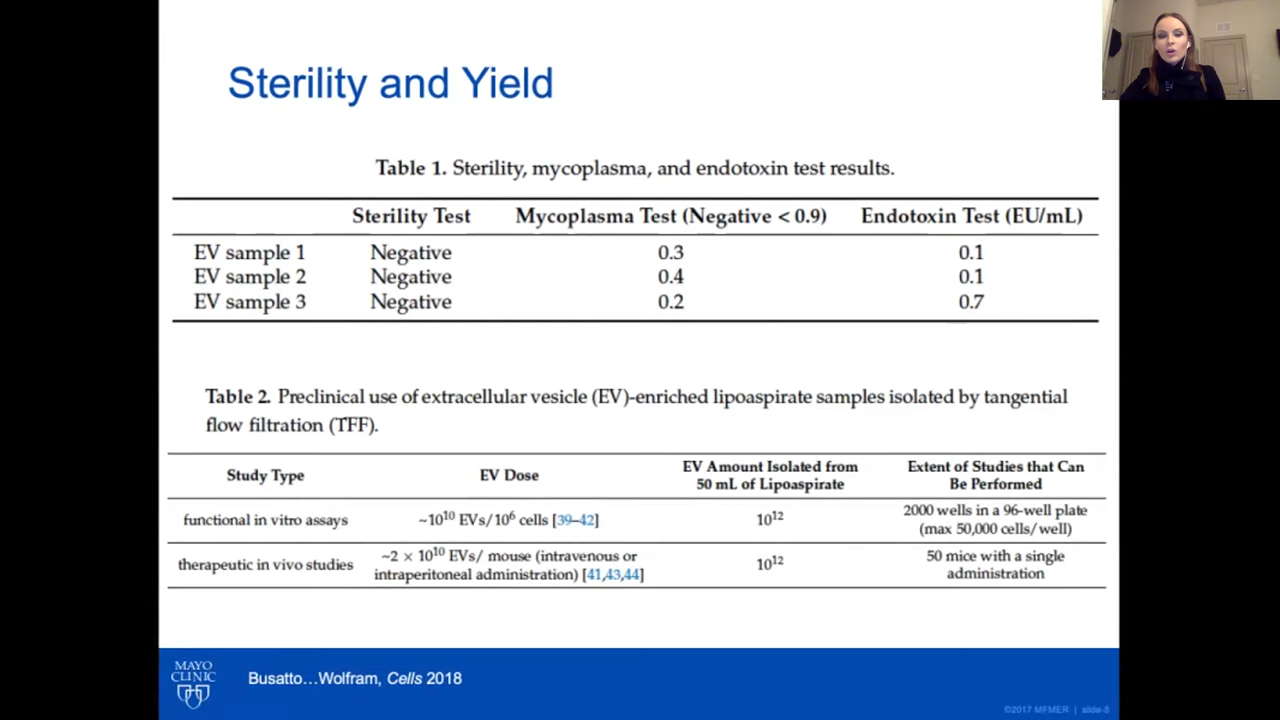 Sterility and Yield
Table 1. Sterility, mycoplasma, and endotoxin test results.
Sterility Test Mycoplasma Test (Negative < 0.9) Endotoxin Test (EU/mL)
EV sample 1 Negative 0.3 0.1
EV sample 2 Negative 0.4 0.1
EV sample 3 Negative 0.2 0.7
Table 2. Preclinical use of extracellular vesicle (EV)-enriched lipoaspirate samples isolated by tangential
flow filtration (TFF).
Study Type EV Dose EV Amount Isolated from Extent of Studies that Can
50 mL of Lipoaspirate Be Performed
functional in vitro assays ~10¹⁰ EVs/10⁶ cells [39–42] 10¹² 2000 wells in a 96-well plate
(max 50,000 cells/well)
therapeutic in vivo studies ~2 × 10¹⁰ EVs/ mouse (intravenous or 10¹² 50 mice with a single
intraperitoneal administration) [41,43,44] administration
MAYO
CLINIC
Busatto…Wolfram, Cells 2018
©2017 MFMER | slide-8